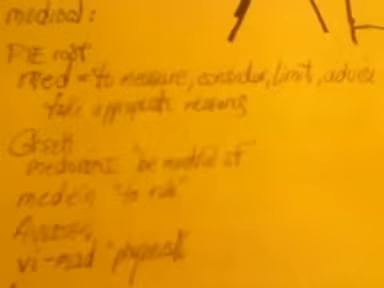 medical:
PIE root
med = to measure, consider, limit, advise
take appropriate measures
Greek
medomai "be mindful of"
medein "to rule"
Avestan
vi-mad "physician"